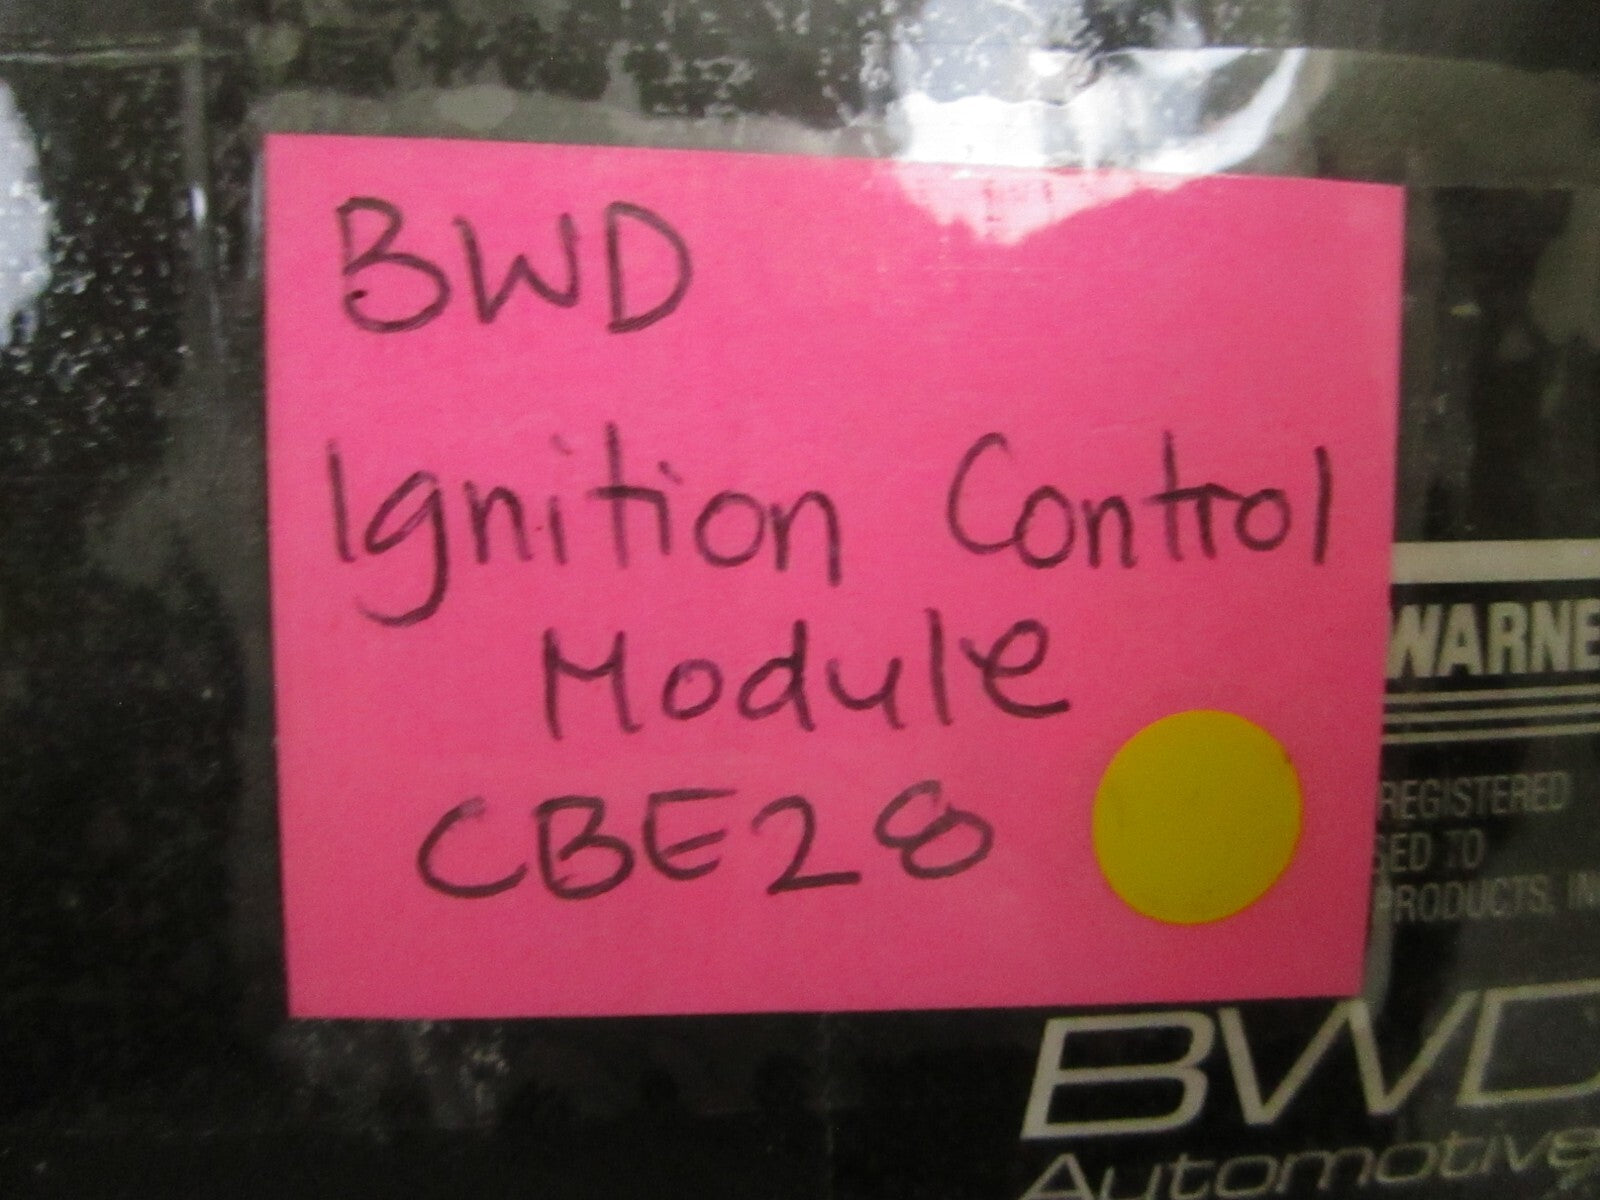 BWD
Ignition Control
Module
CBE28
WARNE
REGISTERED
SED TO
PRODUCTS, IN
BWD
Automotive